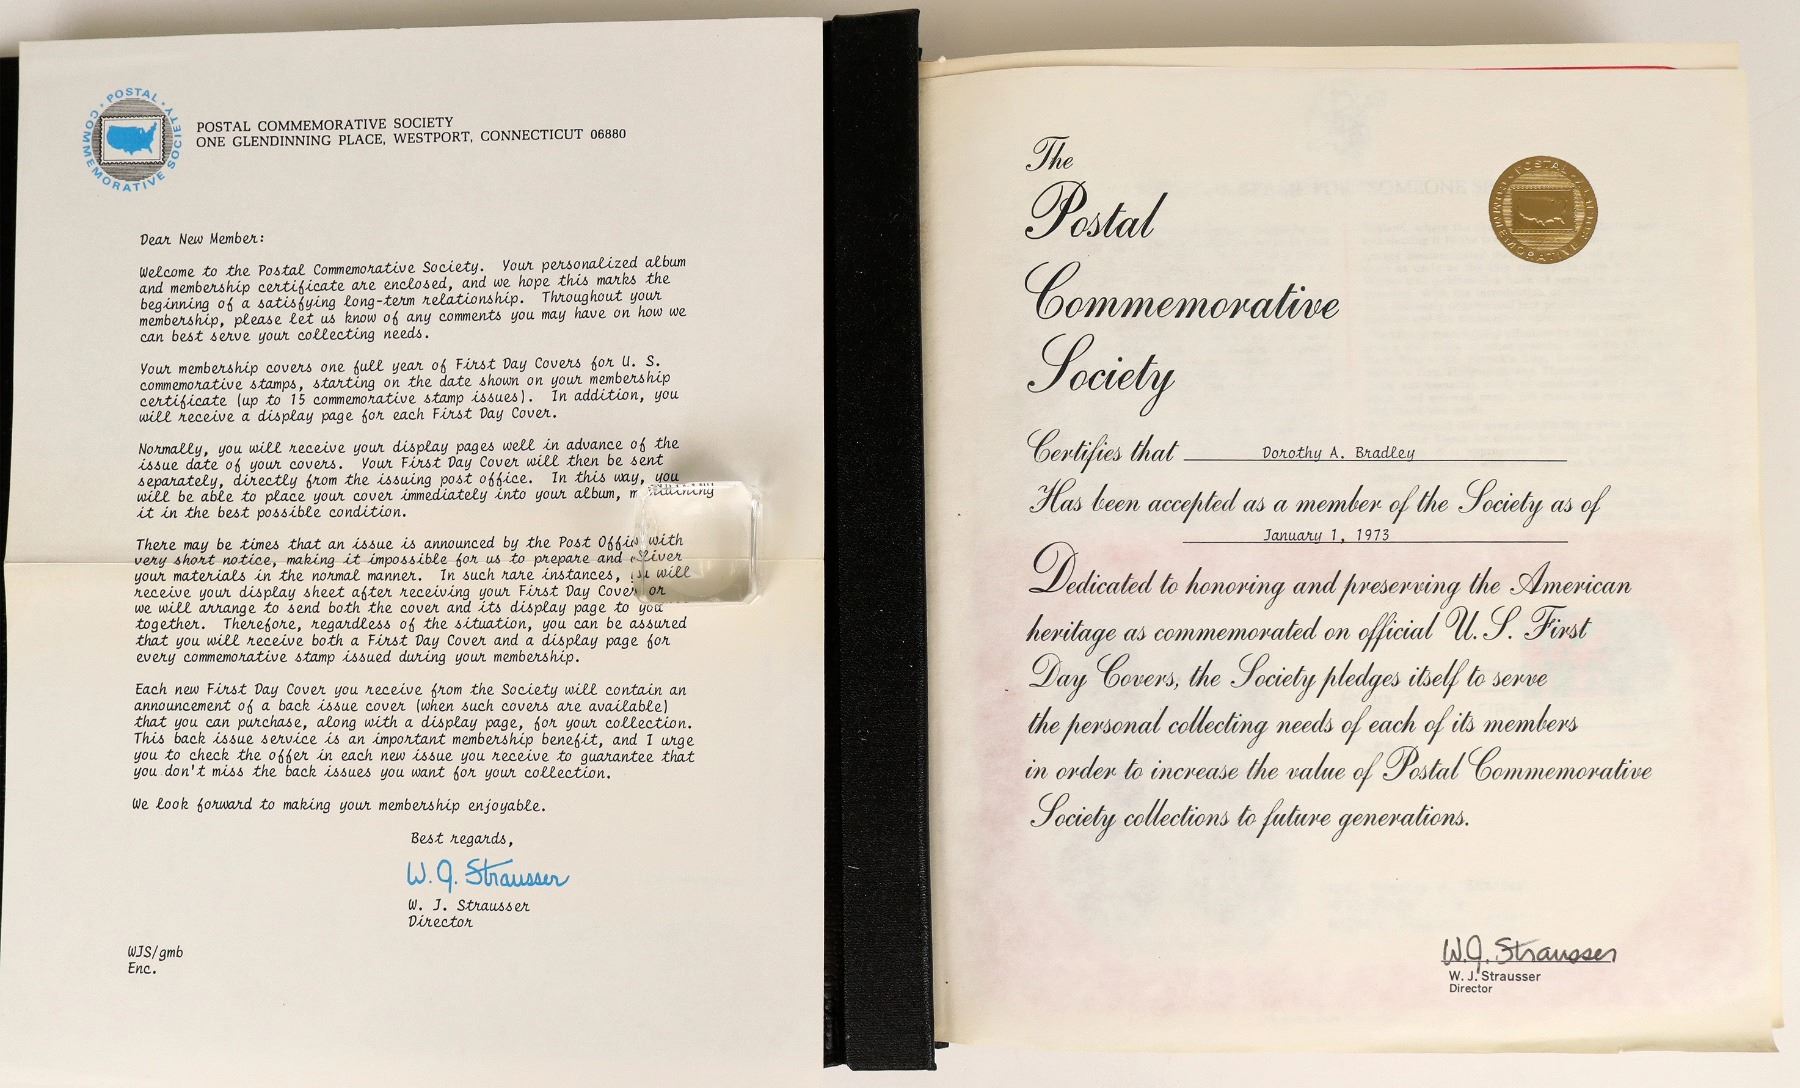 · POSTAL ·
COMMEMORATIVE SOCIETY
POSTAL COMMEMORATIVE SOCIETY
ONE GLENDINNING PLACE, WESTPORT, CONNECTICUT 06880
Dear New Member:
Welcome to the Postal Commemorative Society. Your personalized album
and membership certificate are enclosed, and we hope this marks the
beginning of a satisfying long-term relationship. Throughout your
membership, please let us know of any comments you may have on how we
can best serve your collecting needs.
Your membership covers one full year of First Day Covers for U. S.
commemorative stamps, starting on the date shown on your membership
certificate (up to 15 commemorative stamp issues). In addition, you
will receive a display page for each First Day Cover.
Normally, you will receive your display pages well in advance of the
issue date of your covers. Your First Day Cover will then be sent
separately, directly from the issuing post office. In this way, you
will be able to place your cover immediately into your album, maintaining
it in the best possible condition.
There may be times that an issue is announced by the Post Office with
very short notice, making it impossible for us to prepare and deliver
your materials in the normal manner. In such rare instances, you will
receive your display sheet after receiving your First Day Cover or
we will arrange to send both the cover and its display page to you
together. Therefore, regardless of the situation, you can be assured
that you will receive both a First Day Cover and a display page for
every commemorative stamp issued during your membership.
Each new First Day Cover you receive from the Society will contain an
announcement of a back issue cover (when such covers are available)
that you can purchase, along with a display page, for your collection.
This back issue service is an important membership benefit, and I urge
you to check the offer in each new issue you receive to guarantee that
you don't miss the back issues you want for your collection.
We look forward to making your membership enjoyable.
Best regards,
W. J. Strausser
W. J. Strausser
Director
WJS/gmb
Enc.
The
Postal
Commemorative
Society
Certifies that Dorothy A. Bradley
Has been accepted as a member of the Society as of
January 1, 1973
Dedicated to honoring and preserving the American
heritage as commemorated on official U. S. First
Day Covers, the Society pledges itself to serve
the personal collecting needs of each of its members
in order to increase the value of Postal Commemorative
Society collections to future generations.
W. J. Strausser
W. J. Strausser
Director